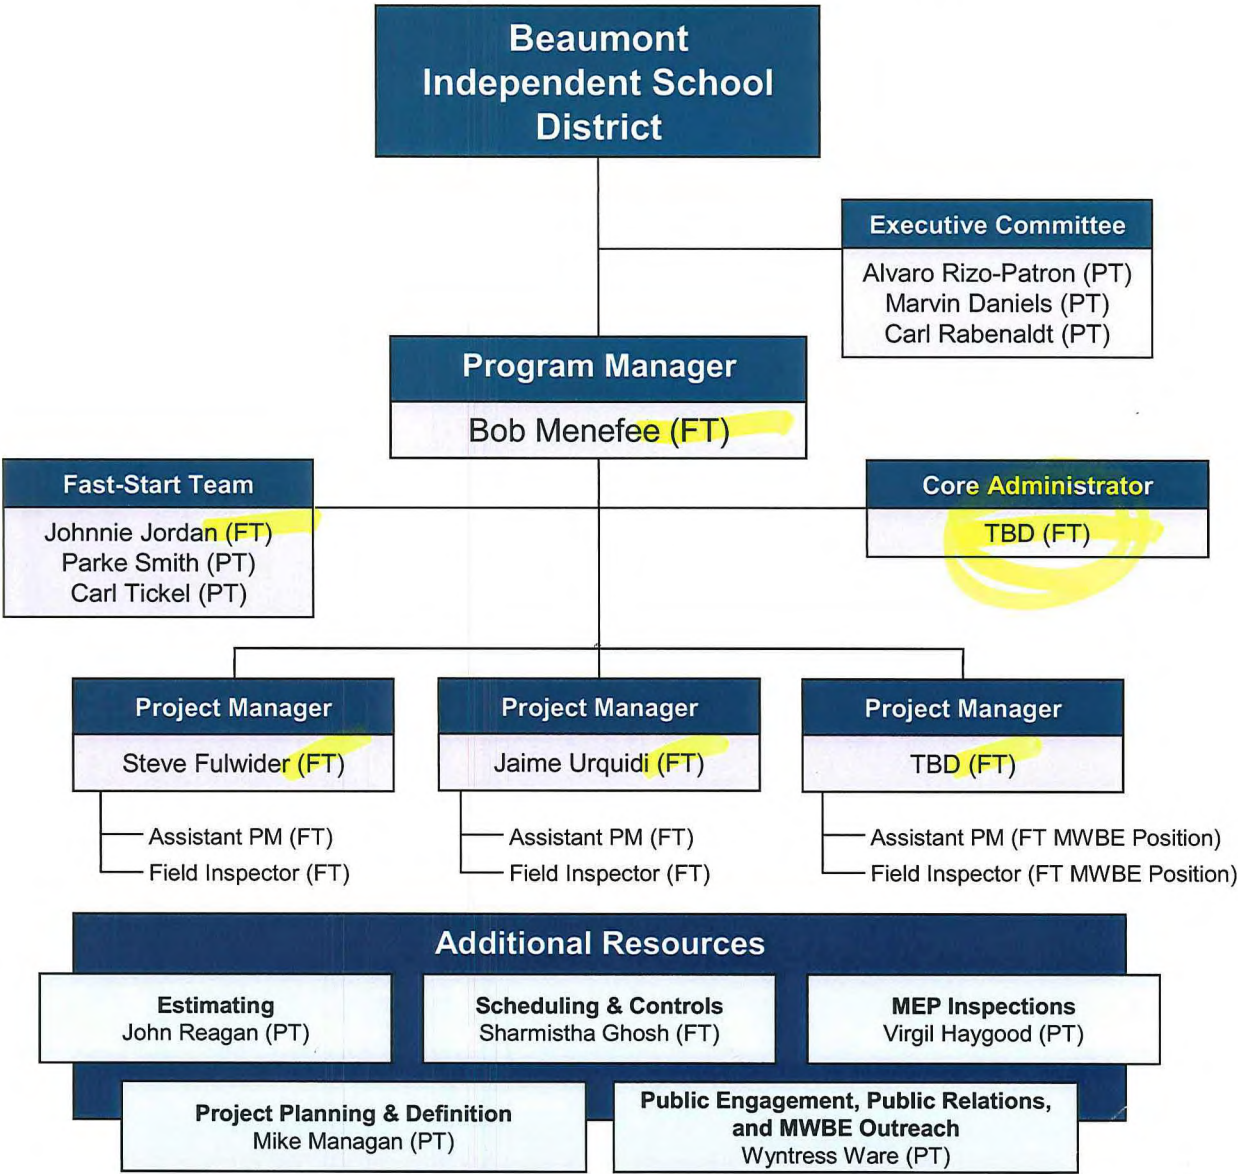 Beaumont
Independent School
District
Executive Committee
Alvaro Rizo-Patron (PT)
Marvin Daniels (PT)
Carl Rabenaldt (PT)
Program Manager
Bob Menefee (FT)
Fast-Start Team
Johnnie Jordan (FT)
Parke Smith (PT)
Carl Tickel (PT)
Core Administrator
TBD (FT)
Project Manager
Steve Fulwider (FT)
Assistant PM (FT)
Field Inspector (FT)
Project Manager
Jaime Urquidi (FT)
Assistant PM (FT)
Field Inspector (FT)
Project Manager
TBD (FT)
Assistant PM (FT MWBE Position)
Field Inspector (FT MWBE Position)
Additional Resources
Estimating
John Reagan (PT)
Scheduling & Controls
Sharmistha Ghosh (FT)
MEP Inspections
Virgil Haygood (PT)
Project Planning & Definition
Mike Managan (PT)
Public Engagement, Public Relations,
and MWBE Outreach
Wyntress Ware (PT)